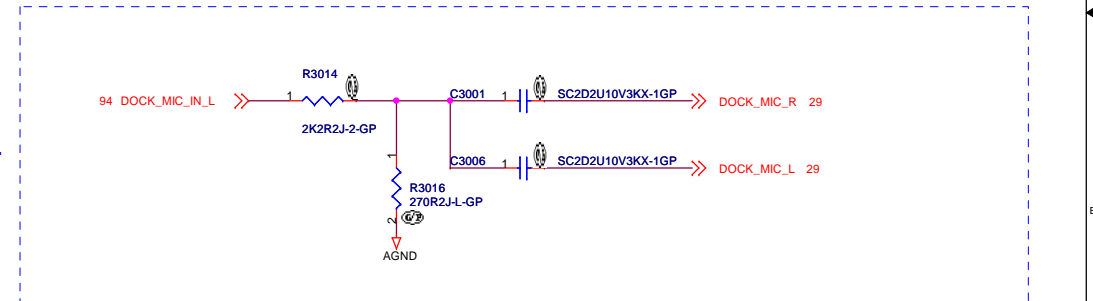 R3014
94 DOCK_MIC_IN_L
1
2K2R2J-2-GP
C3001
1
SC2D2U10V3KX-1GP
DOCK_MIC_R 29
C3006
1
SC2D2U10V3KX-1GP
DOCK_MIC_L 29
1
R3016
270R2J-L-GP
2
G/P
AGND